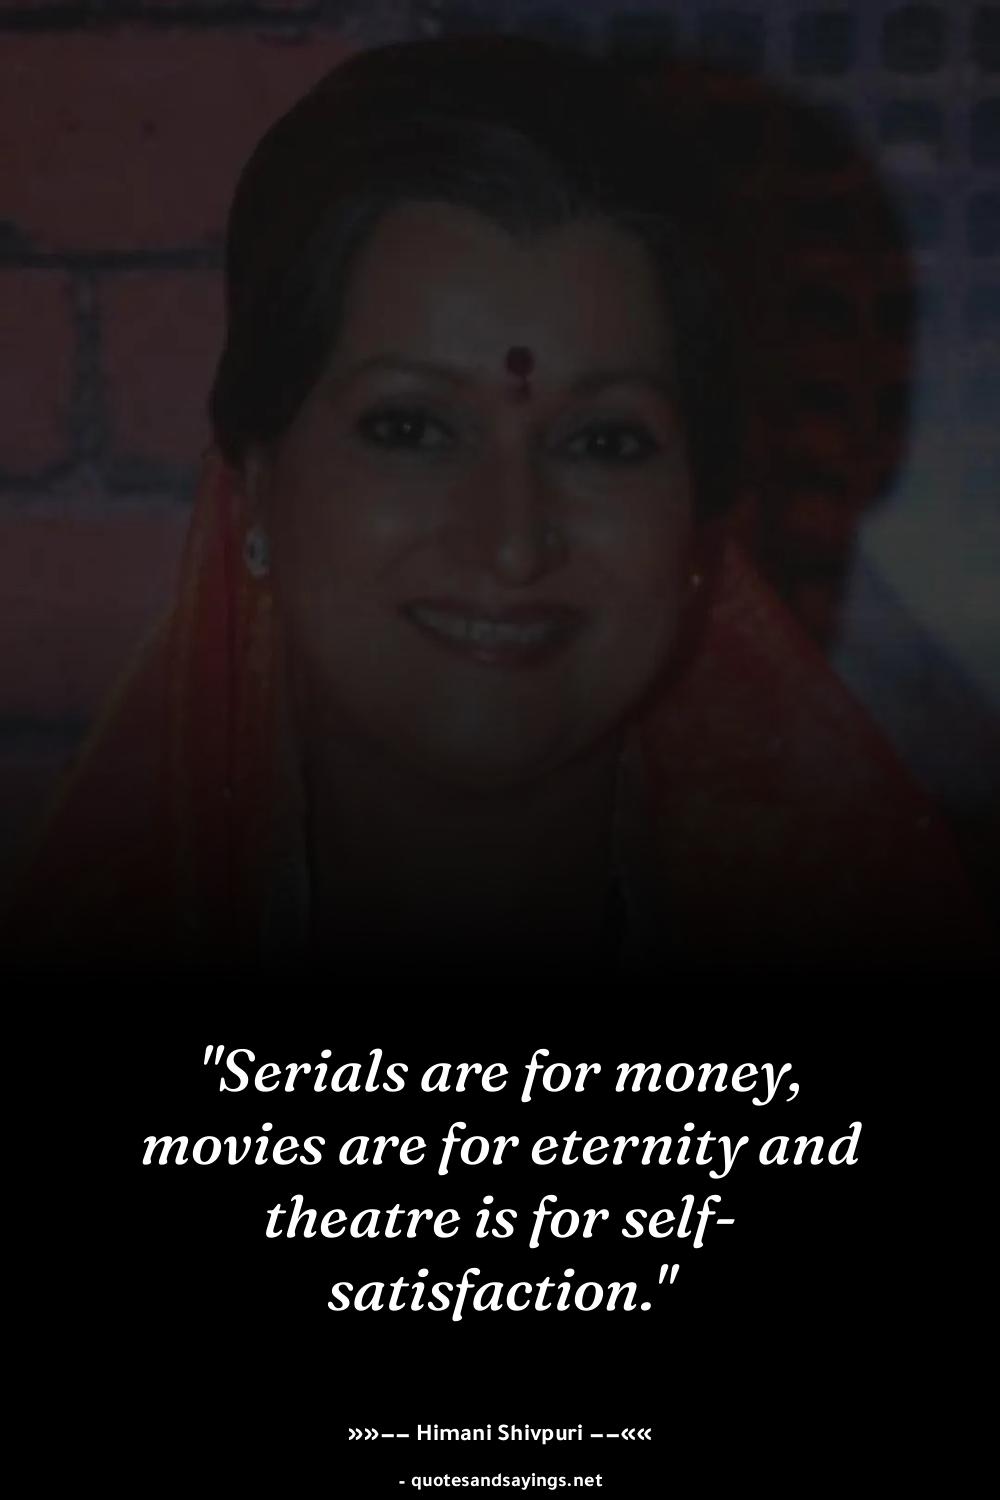 "Serials are for money,
movies are for eternity and
theatre is for self-
satisfaction."
»»–– Himani Shivpuri ––««
- quotesandsayings.net